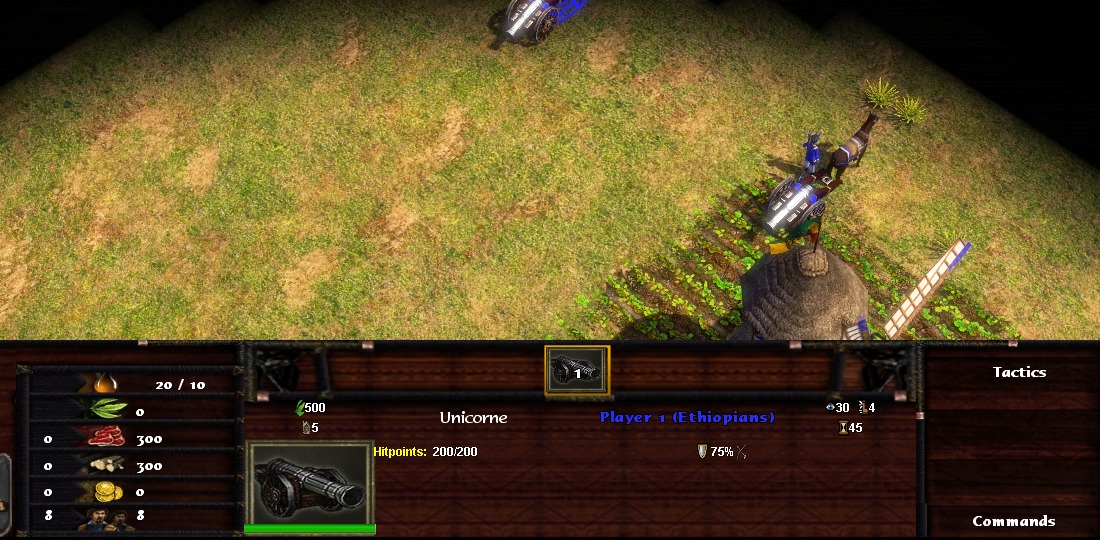 1
20 / 10
0
0 300
0 300
0 0
8 8
500
5
Unicorne
Player 1 (Ethiopians)
30 4
45
Hitpoints: 200/200
75%
Tactics
Commands